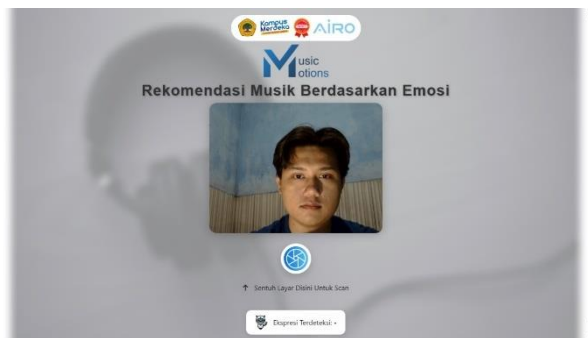 Kampus
Merdeka
AiRO
Music
Motions
Rekomendasi Musik Berdasarkan Emosi
↑ Sentuh Layar Disini Untuk Scan
Ekspresi Terdeteksi: -